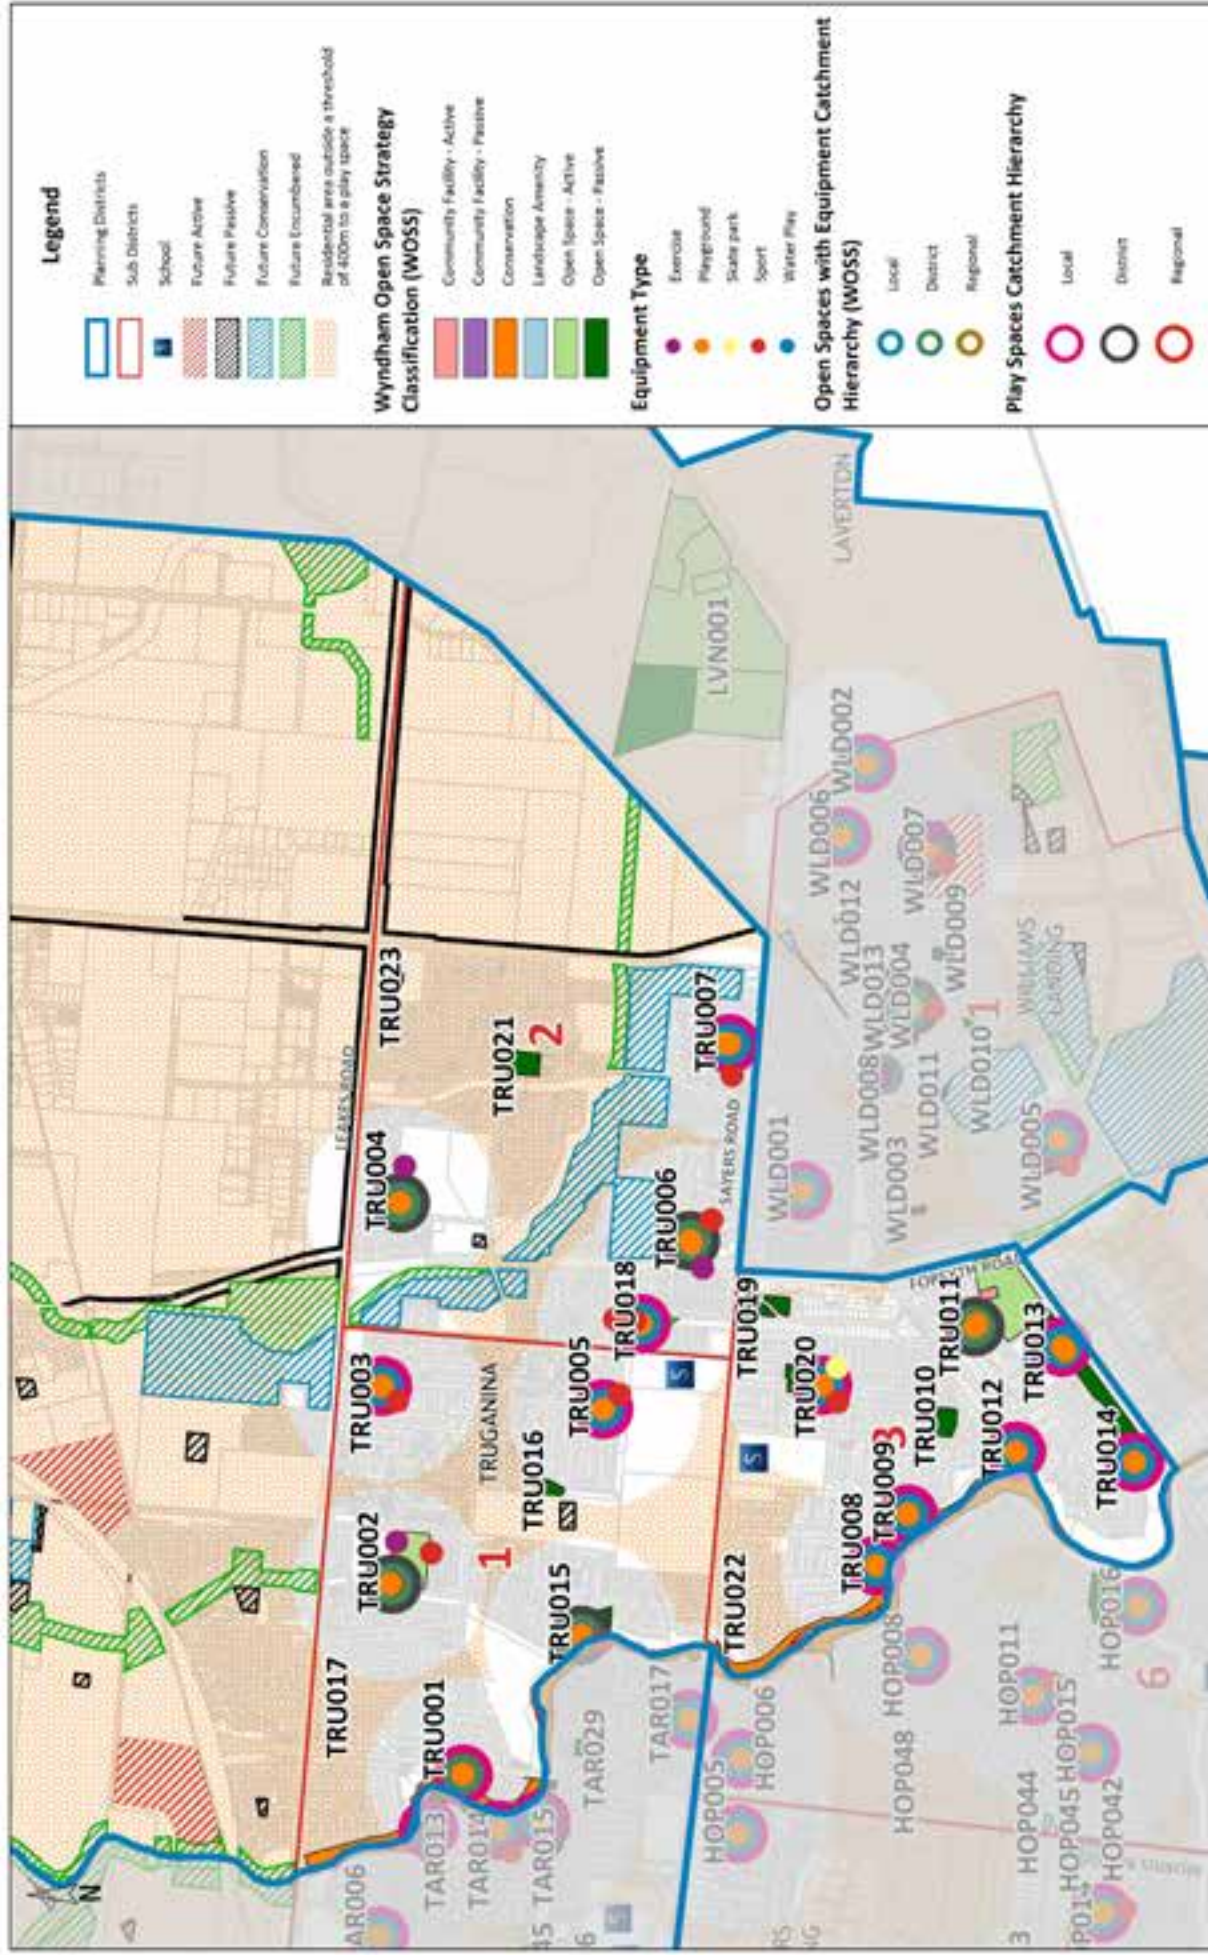 Legend
Planning Districts
Sub Districts
School
Future Active
Future Passive
Future Conservation
Future Encumbered
Residential area outside a threshold
of 400m to a play space
Wyndham Open Space Strategy
Classification (WOSS)
Community Facility - Active
Community Facility - Passive
Conservation
Landscape Amenity
Open Space - Active
Open Space - Passive
Equipment Type
Exercise
Playground
Skate park
Sport
Water Play
Open Spaces with Equipment Catchment
Hierarchy (WOSS)
Local
District
Regional
Play Spaces Catchment Hierarchy
Local
District
Regional
N
LEAKES ROAD
TRU023
TRU004
TRU003
TRU002
TRU017
TRU001
TRU021
2
TRUGANINA
TRU016
1
TRU015
TRU018
TRU005
TRU006
TRU007
SAYERS ROAD
S
TRU019
TRU020
S
TRU022
TRU008
TRU009
3
TRU010
TRU011
FORSYTH ROAD
TRU012
TRU013
TRU014
LVN001
LAVERTON
WLD002
WLD006
WLD007
WLD012
WLD013
WLD004
WLD009
WILLIAMS
LANDING
1
WLD008
WLD011
WLD010
WLD001
WLD003
WLD005
AR006
TAR013
TAR014
TAR015
TAR029
TAR017
S
HOP005
HOP006
HOP008
HOP048
HOP011
HOP015
HOP016
HOP044
HOP045
HOP042
6